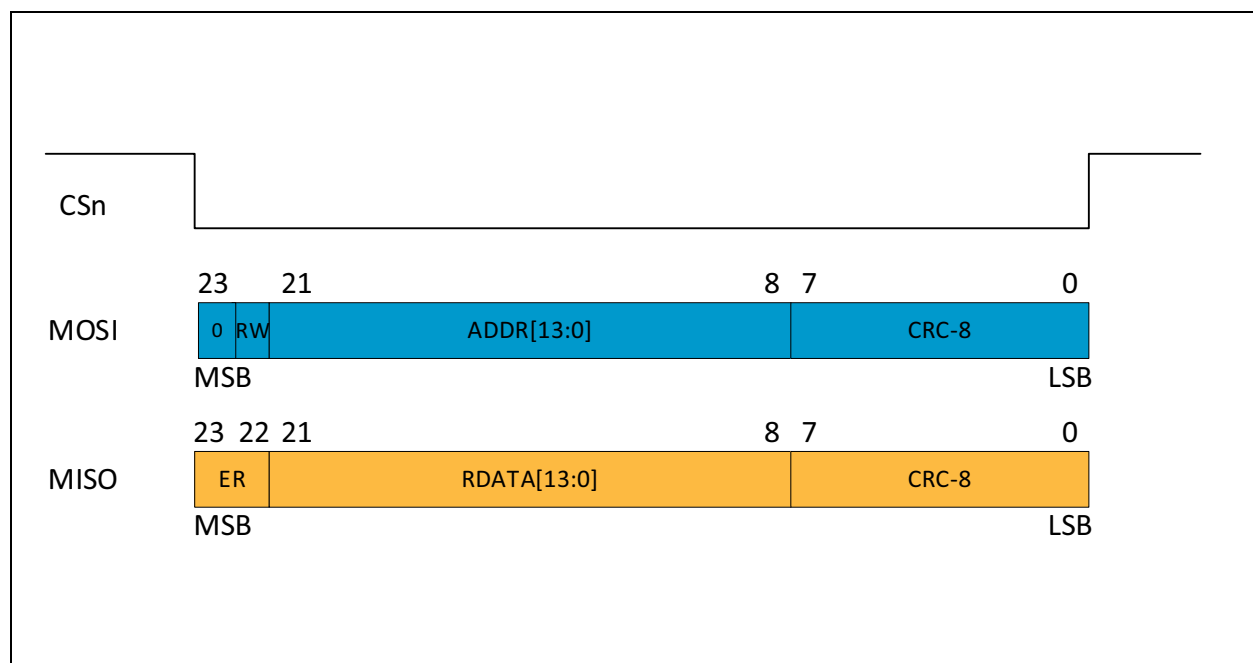 CSn
23 21 8 7 0
MOSI 0 RW ADDR[13:0] CRC-8
MSB LSB
23 22 21 8 7 0
MISO ER RDATA[13:0] CRC-8
MSB LSB